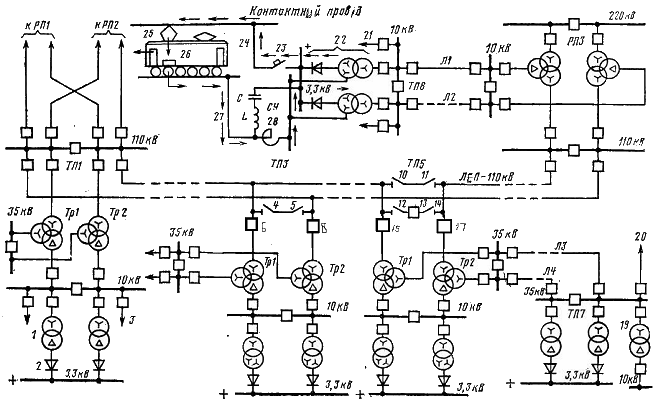 к РП1
к РП2
25
26
Контактный провод
24
23
+
22
21
10 кВ
220 кВ
РП3
10 кВ
Л1
ТП6
3,3 кВ
Л2
C
СУ
L
28
27
ТП3
110 кВ
ТП1
110 кВ
ТП5
10
11
ЛЕП-110 кВ
35 кВ
Тр1
Тр2
4
5
6
8
12
13
14
15
17
35 кВ
35 кВ
Л3
20
Тр1
Тр2
Тр1
Тр2
Л4
10 кВ
10 кВ
10 кВ
35 кВ
ТП7
1
3
19
2
+
3,3 кВ
+
3,3 кВ
+
3,3 кВ
+
3,3 кВ
10 кВ